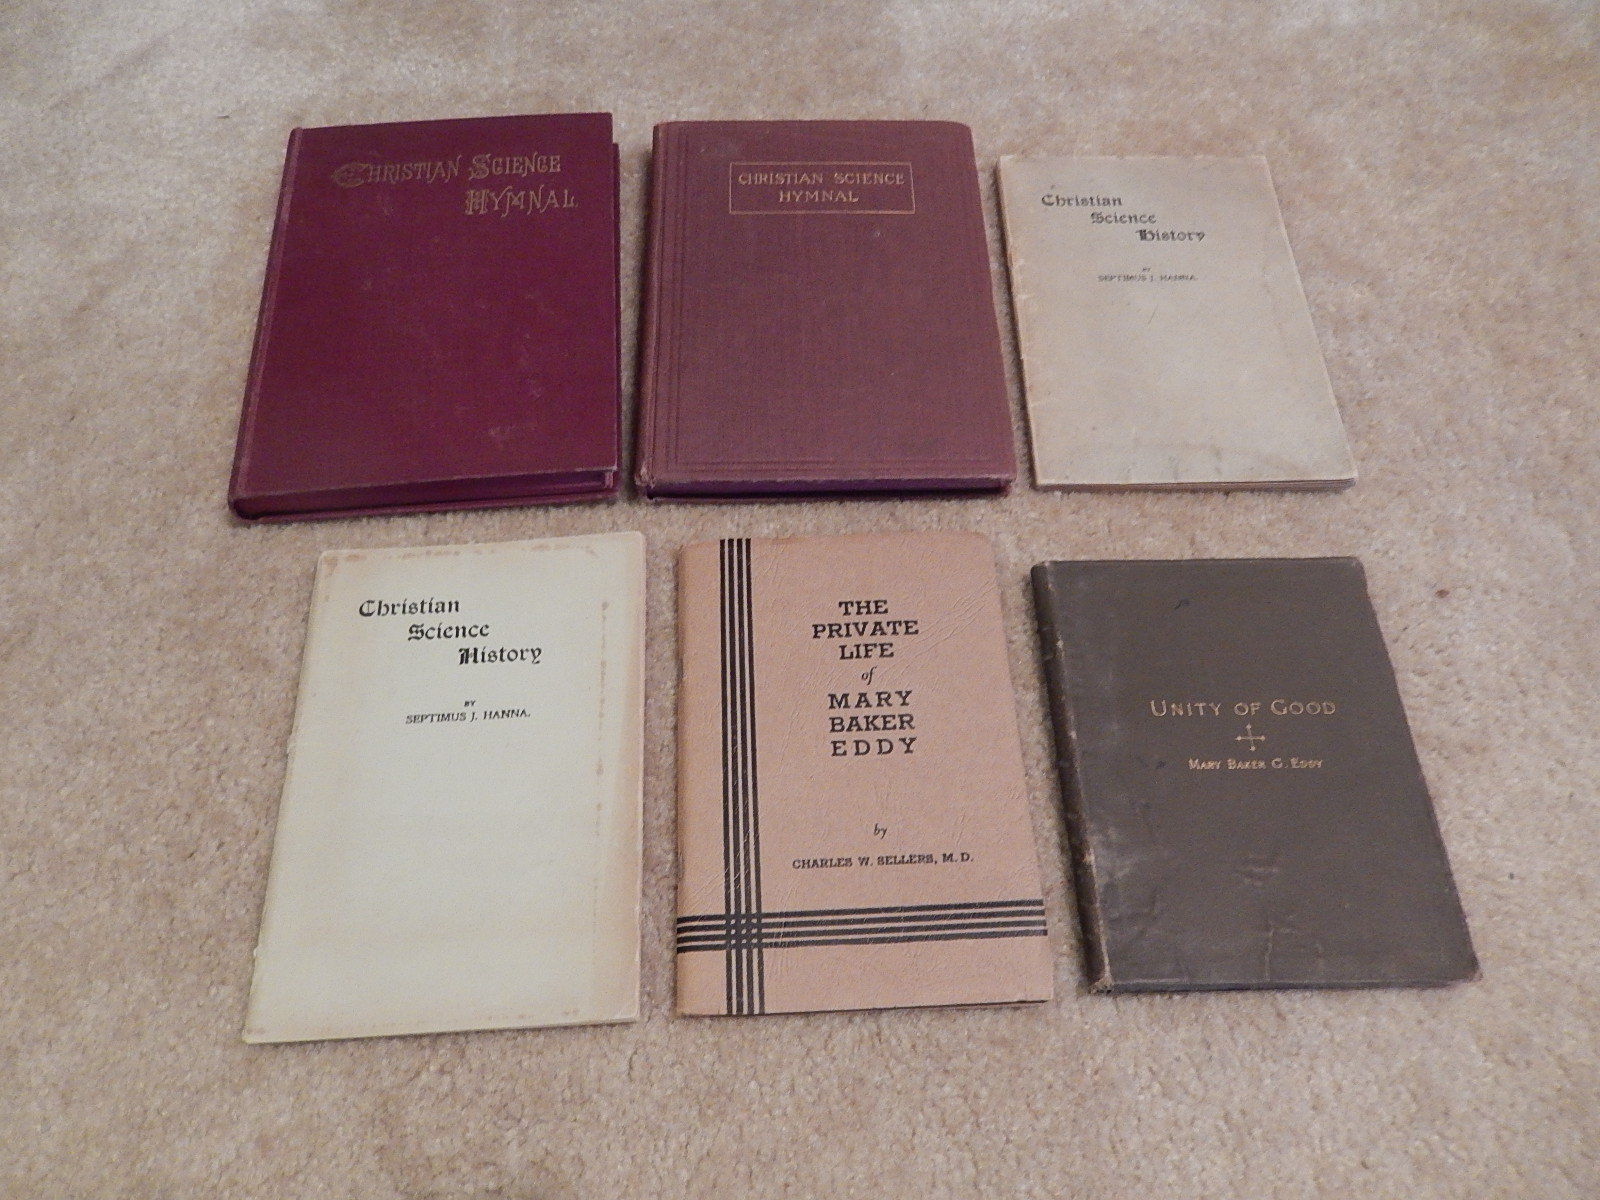 CHRISTIAN SCIENCE
HYMNAL
CHRISTIAN SCIENCE
HYMNAL
Christian
Science
History
BY
SEPTIMUS J. HANNA.
Christian
Science
History
BY
SEPTIMUS J. HANNA.
THE
PRIVATE
LIFE
of
MARY
BAKER
EDDY
by
CHARLES W. SELLERS, M. D.
UNITY OF GOOD
MARY BAKER G. EDDY